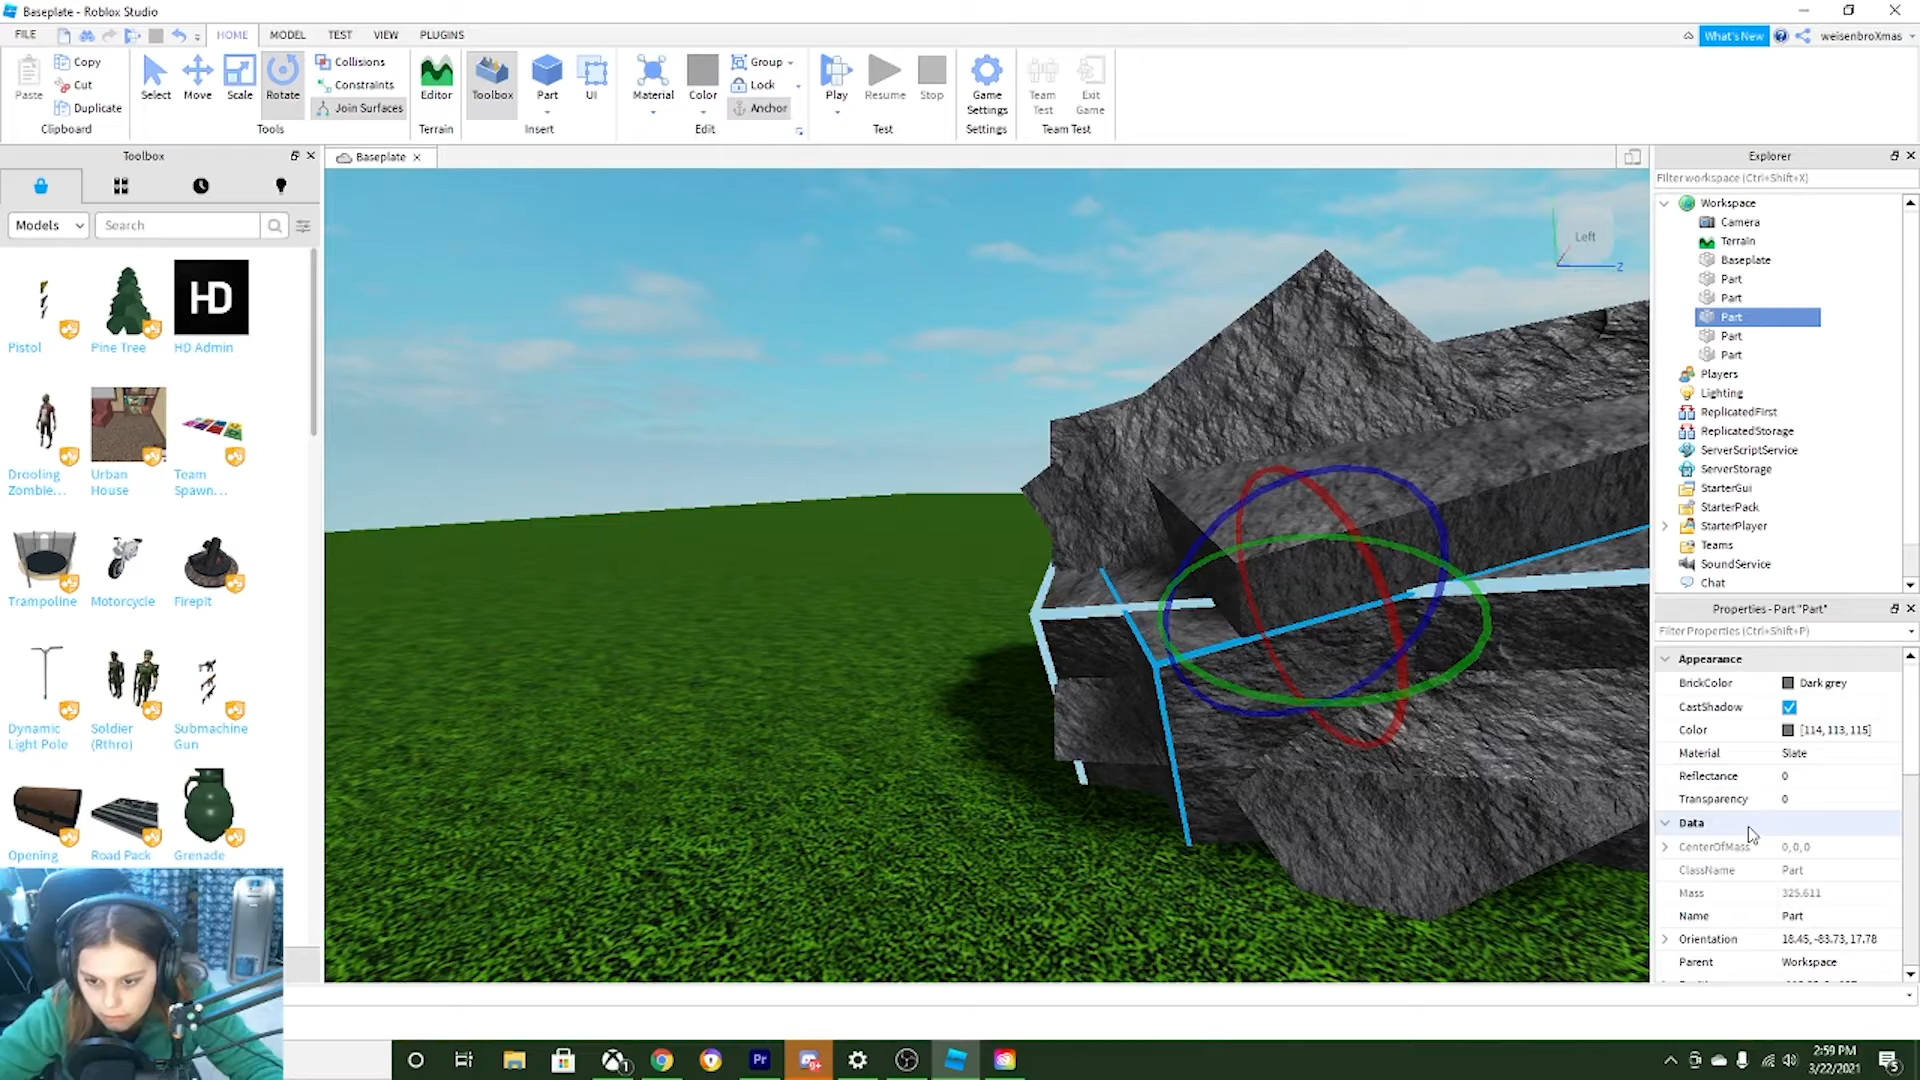 Baseplate - Roblox Studio
FILE HOME MODEL TEST VIEW PLUGINS What's New weisenbroXmas
Paste Copy Cut Duplicate Clipboard
Select Move Scale Rotate Collisions Constraints Join Surfaces Tools
Editor Terrain
Toolbox Part UI Insert
Material Color Group Lock Anchor Edit
Play Resume Stop Test
Game Settings Settings
Team Test Exit Game Team Test
Toolbox
Models Search
Pistol Pine Tree HD HD Admin
Drooling Zombie... Urban House Team Spawn...
Trampoline Motorcycle Firepit
Dynamic Light Pole Soldier (Rthro) Submachine Gun
Opening Road Pack Grenade
Baseplate
Left
Z
Explorer
Filter workspace (Ctrl+Shift+X)
Workspace
Camera
Terrain
Baseplate
Part
Part
Part
Part
Part
Players
Lighting
ReplicatedFirst
ReplicatedStorage
ServerScriptService
ServerStorage
StarterGui
StarterPack
StarterPlayer
Teams
SoundService
Chat
Properties - Part "Part"
Filter Properties (Ctrl+Shift+P)
Appearance
BrickColor Dark grey
CastShadow
Color [114, 113, 115]
Material Slate
Reflectance 0
Transparency 0
Data
CenterOfMass 0, 0, 0
ClassName Part
Mass 325.611
Name Part
Orientation 18.45, -83.73, 17.78
Parent Workspace
Pr
2:59 PM
3/22/2021